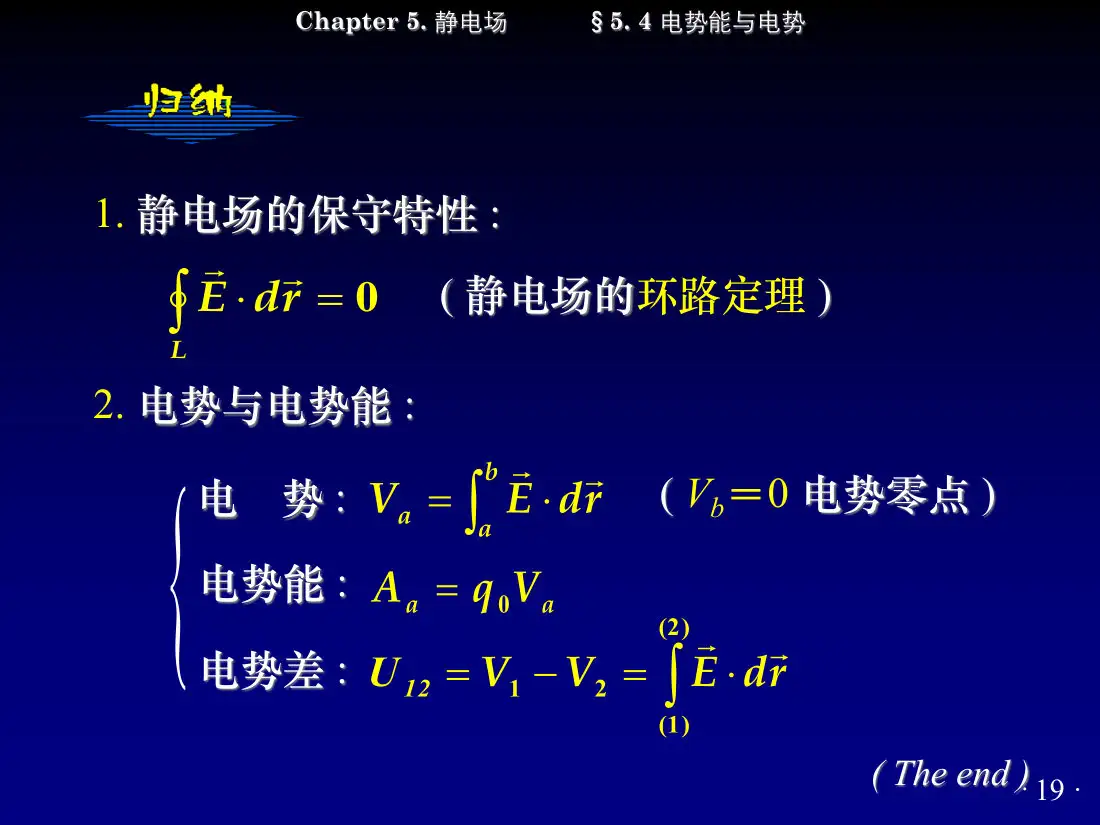 Chapter 5. 静电场 § 5. 4 电势能与电势
归纳
1. 静电场的保守特性：
∮_L E⃗ · dr⃗ = 0 （静电场的环路定理）
2. 电势与电势能：
电 势： V_a = ∫_a^b E⃗ · dr⃗ （V_b＝0 电势零点）
电势能： A_a = q_0 V_a
电势差： U_12 = V_1 − V_2 = ∫_(1)^(2) E⃗ · dr⃗
( The end )
· 19 ·